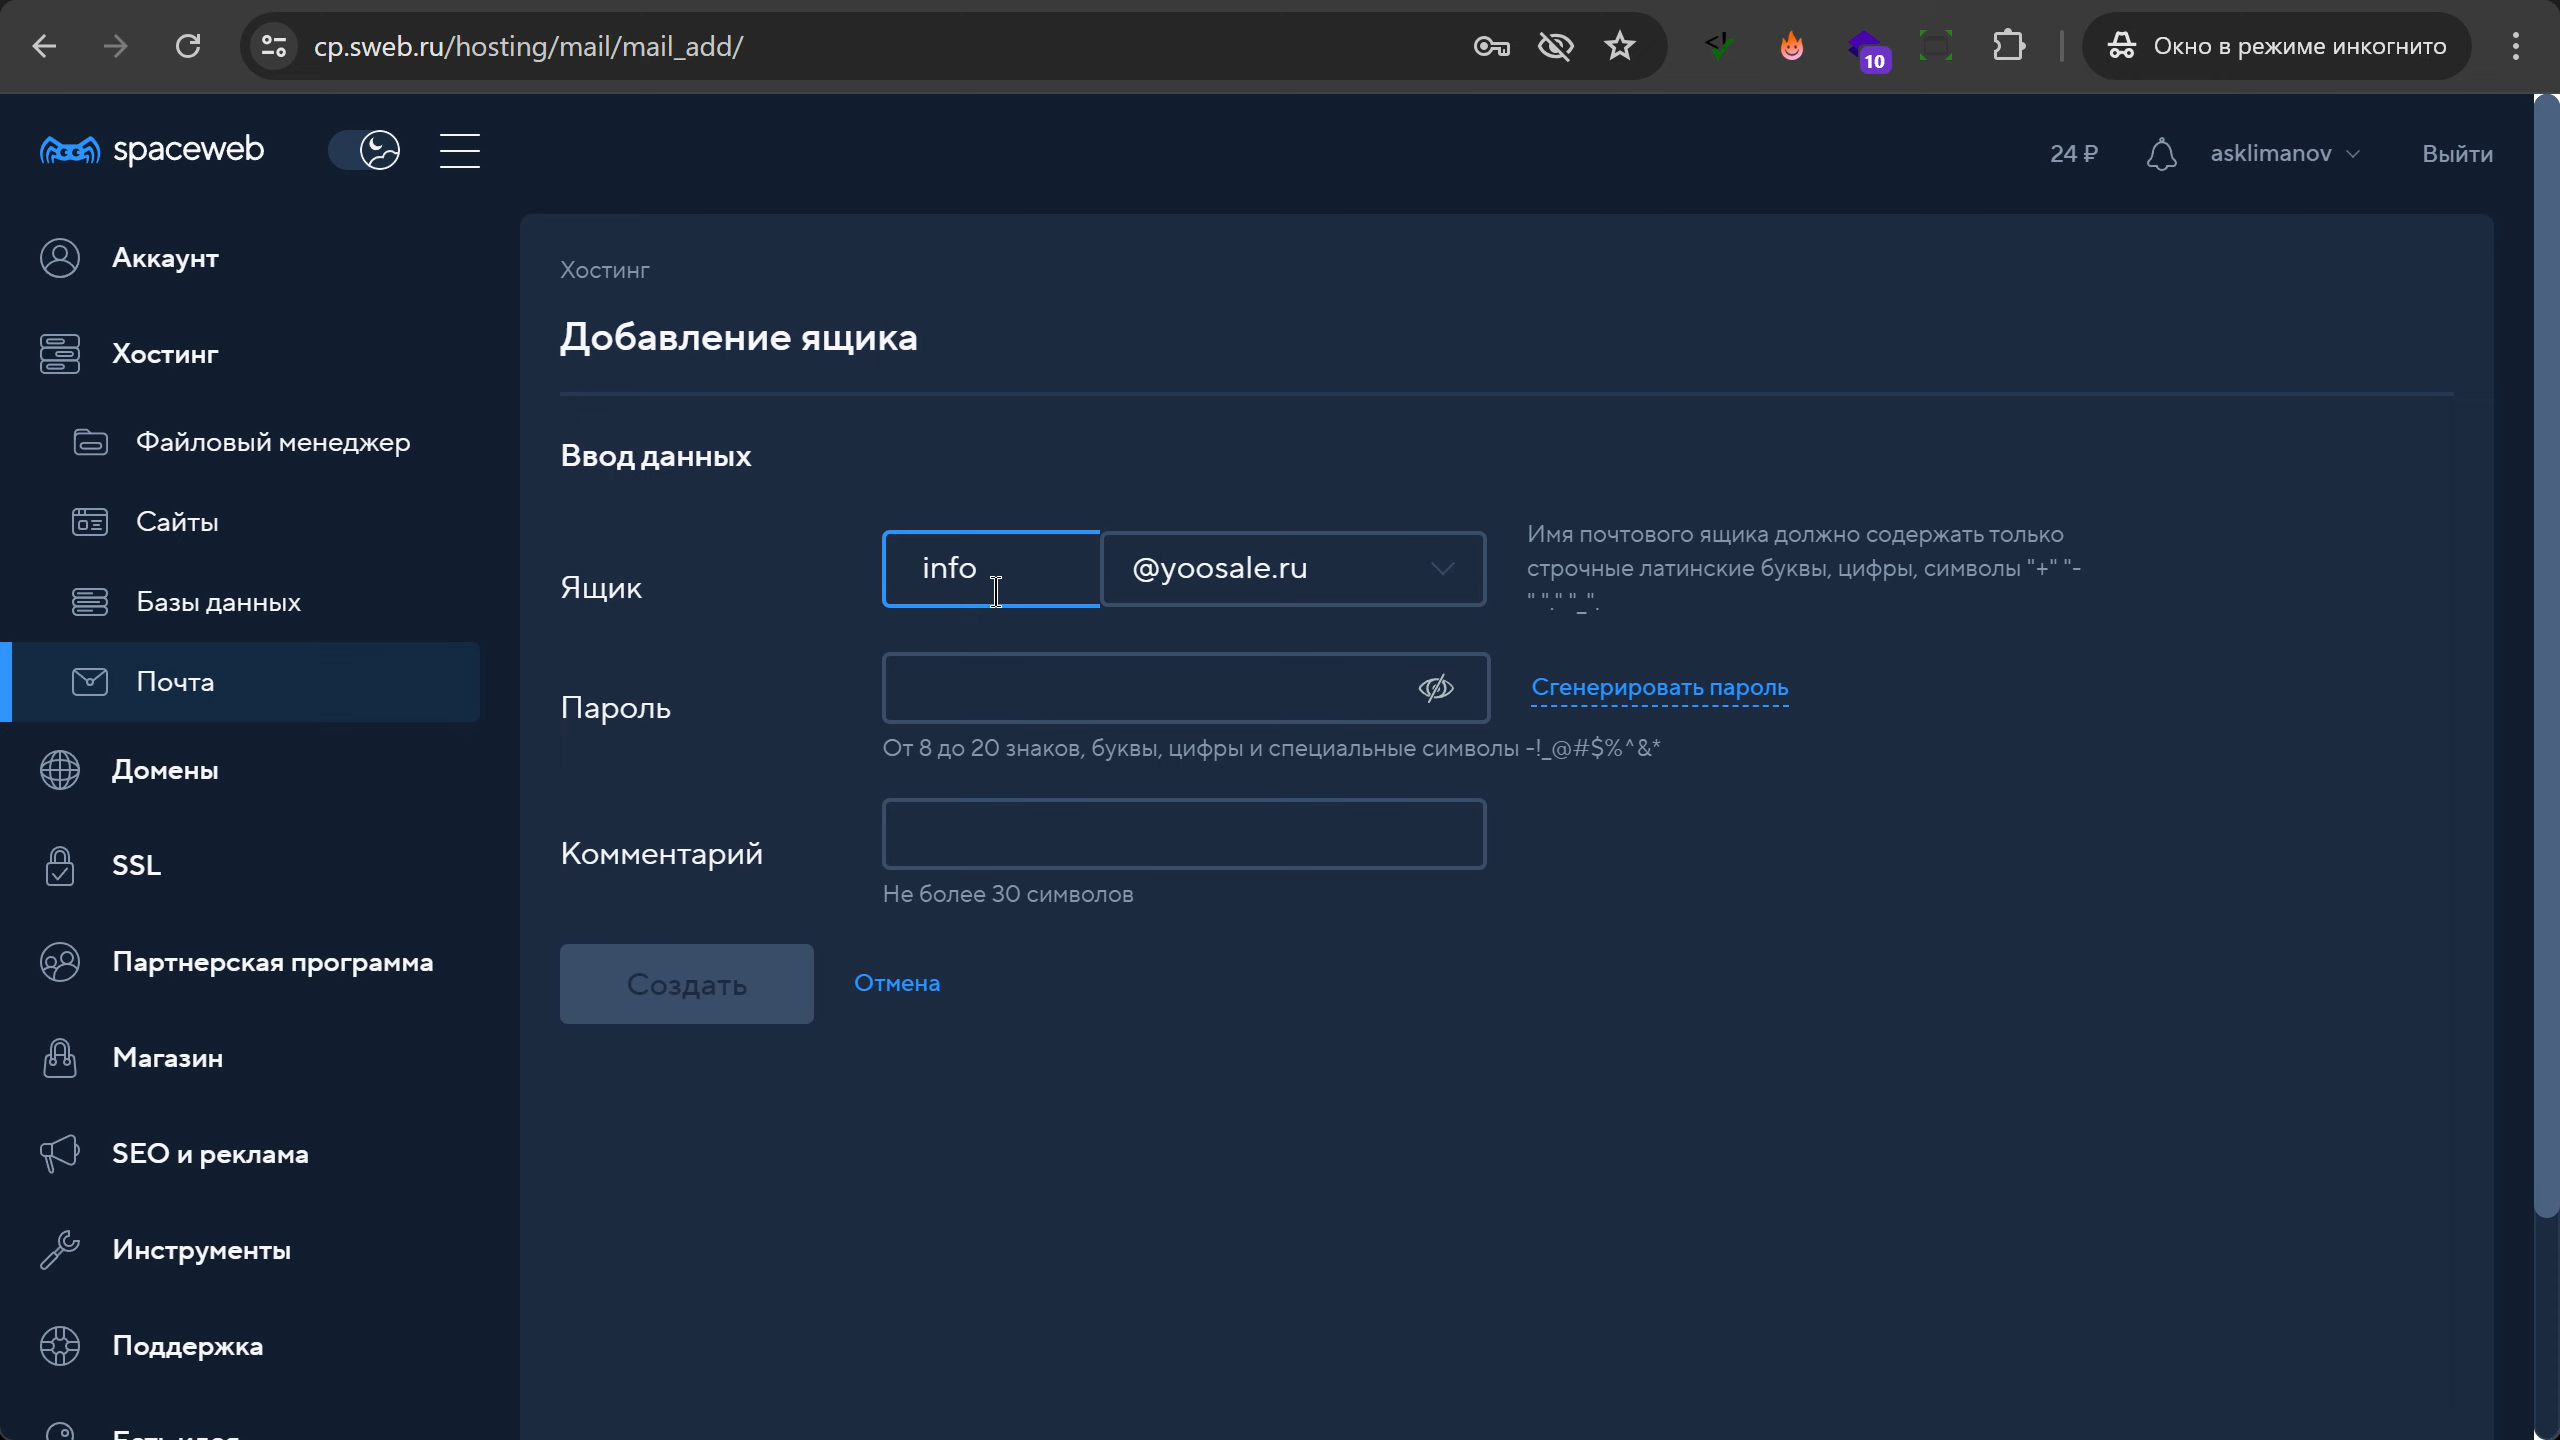 cp.sweb.ru/hosting/mail/mail_add/
10
Окно в режиме инкогнито
spaceweb
24 ₽
asklimanov
Выйти
Аккаунт
Хостинг
Файловый менеджер
Сайты
Базы данных
Почта
Домены
SSL
Партнерская программа
Магазин
SEO и реклама
Инструменты
Поддержка
Хостинг
Добавление ящика
Ввод данных
Ящик
info
@yoosale.ru
Имя почтового ящика должно содержать только
строчные латинские буквы, цифры, символы "+" "-
" "." "_".
Пароль
Сгенерировать пароль
От 8 до 20 знаков, буквы, цифры и специальные символы -!_@#$%^&*
Комментарий
Не более 30 символов
Создать
Отмена